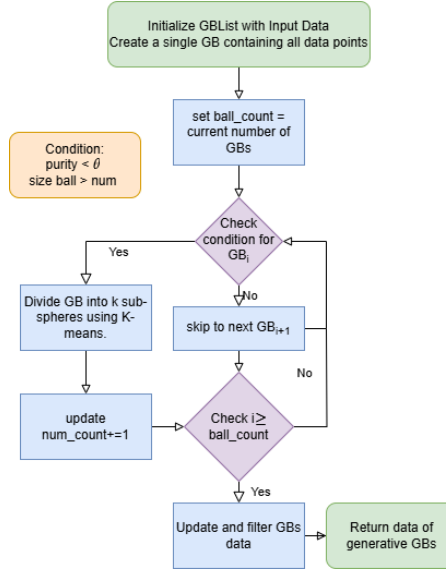 Initialize GBList with Input Data
Create a single GB containing all data points
set ball_count =
current number of
GBs
Condition:
purity < θ
size ball > num
Check
condition for
GBi
Yes
No
Divide GB into k sub-
spheres using K-
means.
skip to next GBi+1
No
update
num_count+=1
Check i≥
ball_count
Yes
Update and filter GBs
data
Return data of
generative GBs